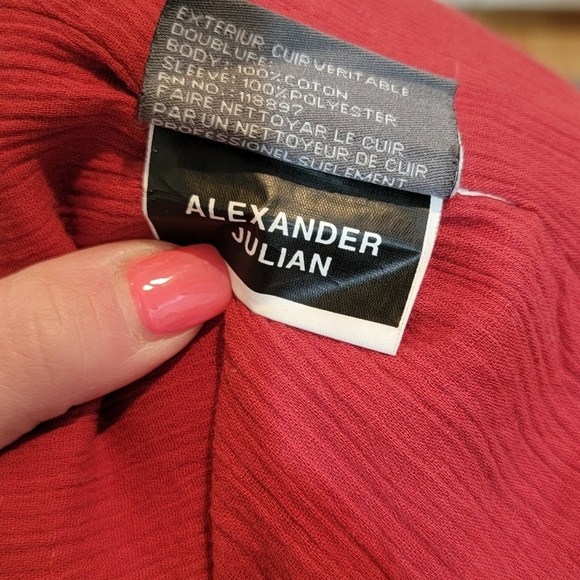 EXTERIUR CUIR VERITABLE
DOUBLURE:
BODY: 100%COTON
SLEEVE: 100%POLYESTER
RN NO.: 118897
FAIRE NETTOYAR LE CUIR
PAR UN NETTOYEUR DE CUIR
PROFESSIONEL SUELEMENT
ALEXANDER
JULIAN